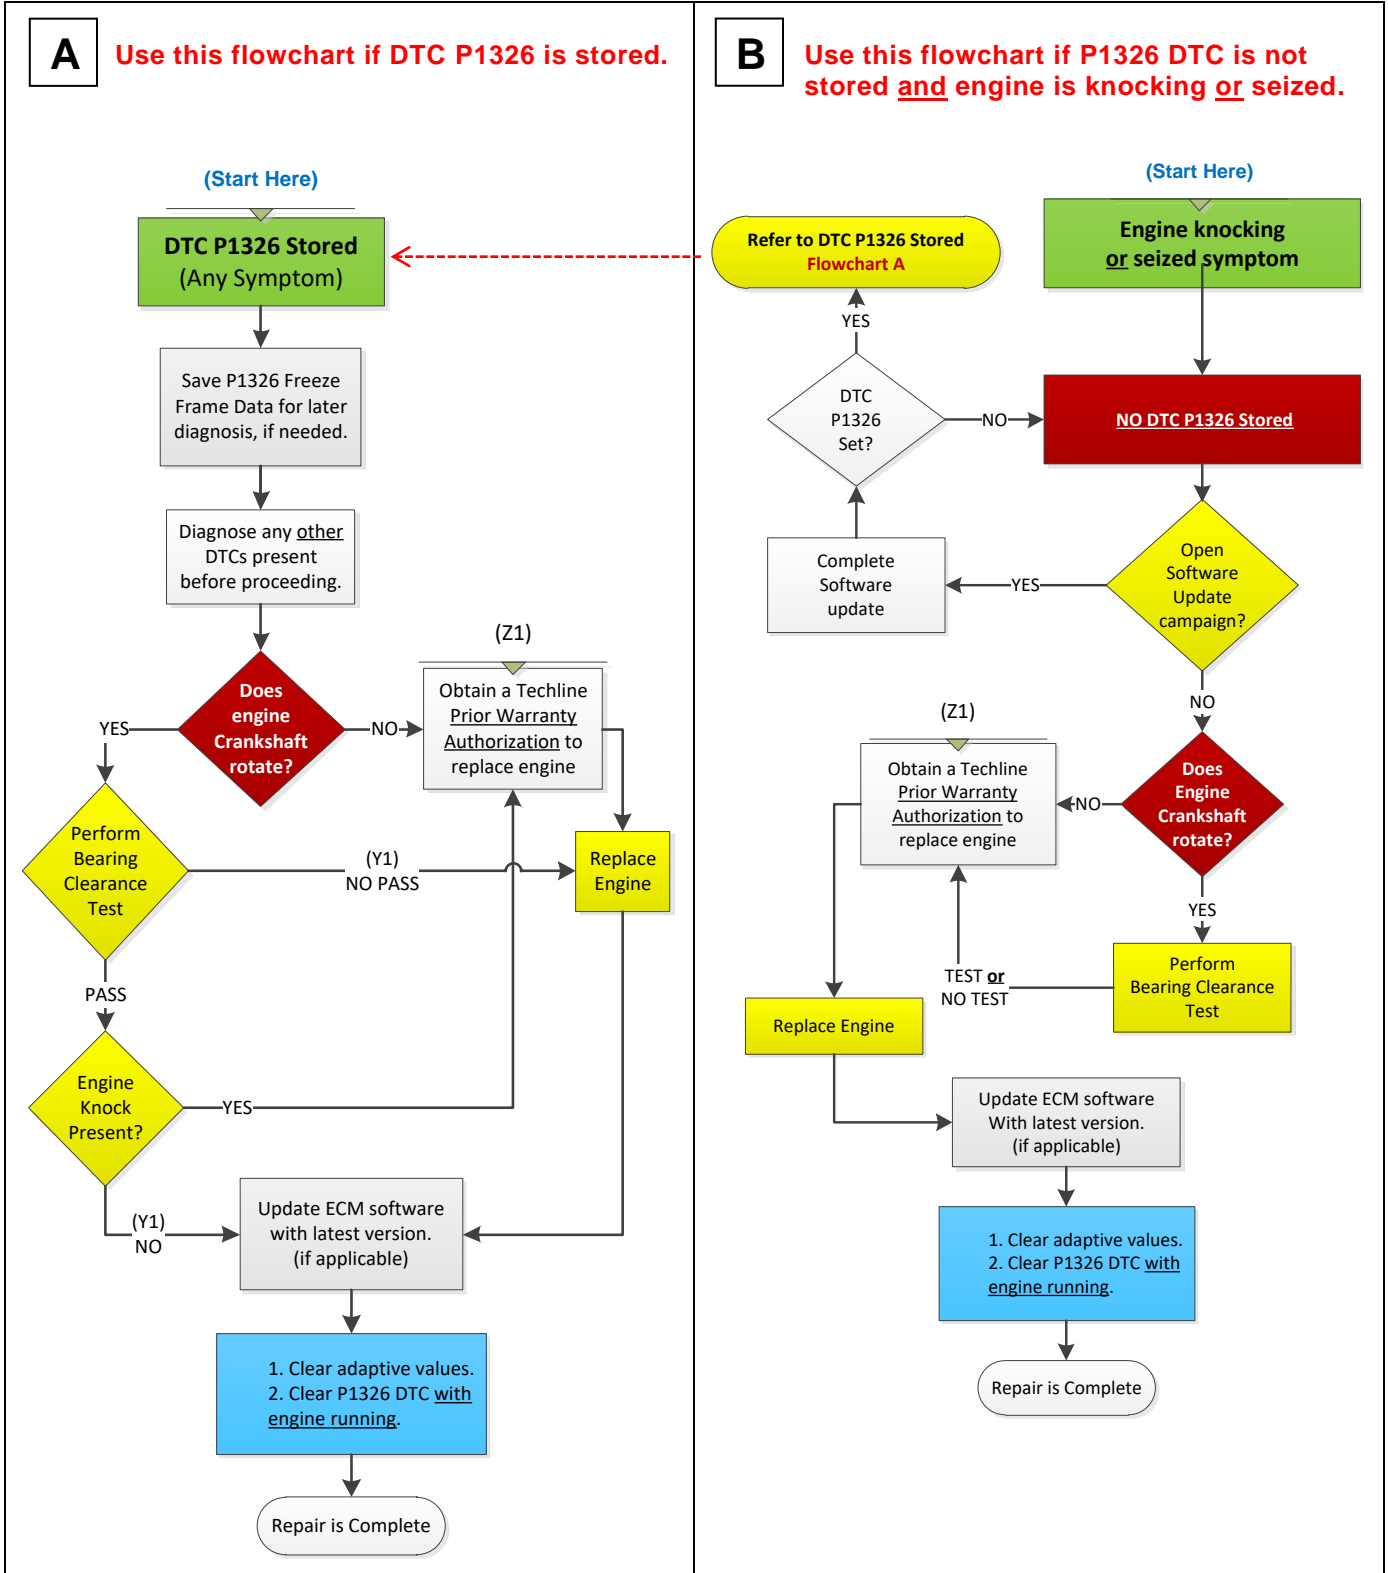 A
Use this flowchart if DTC P1326 is stored.
(Start Here)
DTC P1326 Stored
(Any Symptom)
Save P1326 Freeze
Frame Data for later
diagnosis, if needed.
Diagnose any other
DTCs present
before proceeding.
Does
engine
Crankshaft
rotate?
YES
NO
(Z1)
Obtain a Techline
Prior Warranty
Authorization to
replace engine
Perform
Bearing
Clearance
Test
(Y1)
NO PASS
Replace
Engine
PASS
Engine
Knock
Present?
YES
(Y1)
NO
Update ECM software
with latest version.
(if applicable)
1. Clear adaptive values.
2. Clear P1326 DTC with
engine running.
Repair is Complete
B
Use this flowchart if P1326 DTC is not
stored and engine is knocking or seized.
(Start Here)
Engine knocking
or seized symptom
Refer to DTC P1326 Stored
Flowchart A
YES
DTC
P1326
Set?
NO
NO DTC P1326 Stored
Open
Software
Update
campaign?
YES
Complete
Software
update
NO
Does
Engine
Crankshaft
rotate?
NO
(Z1)
Obtain a Techline
Prior Warranty
Authorization to
replace engine
YES
Perform
Bearing Clearance
Test
TEST or
NO TEST
Replace Engine
Update ECM software
With latest version.
(if applicable)
1. Clear adaptive values.
2. Clear P1326 DTC with
engine running.
Repair is Complete